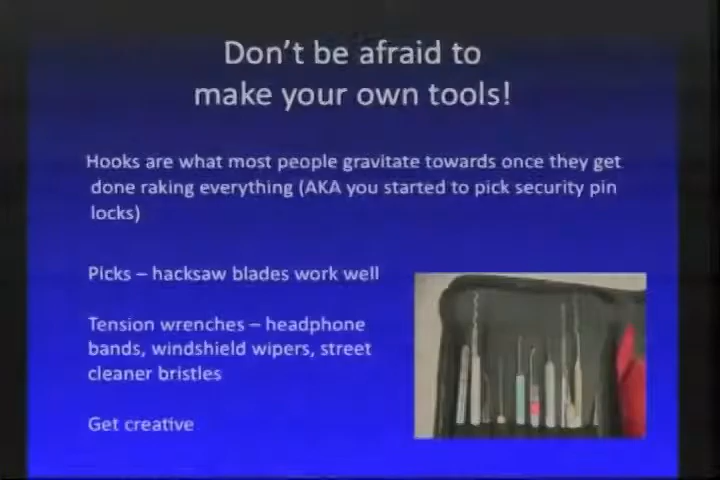 Don't be afraid to
make your own tools!
Hooks are what most people gravitate towards once they get
done raking everything (AKA you started to pick security pin
locks)
Picks – hacksaw blades work well
Tension wrenches – headphone
bands, windshield wipers, street
cleaner bristles
Get creative